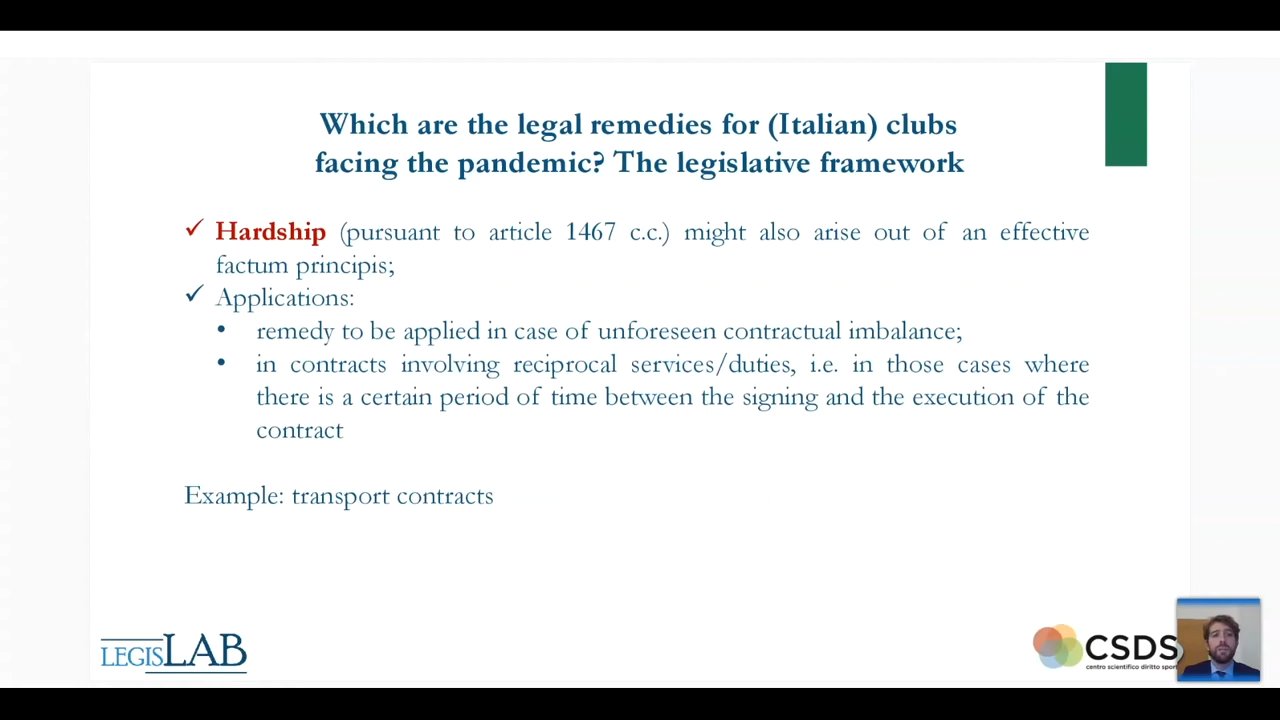 Which are the legal remedies for (Italian) clubs
facing the pandemic? The legislative framework
✓ Hardship (pursuant to article 1467 c.c.) might also arise out of an effective
factum principis;
✓ Applications:
• remedy to be applied in case of unforeseen contractual imbalance;
• in contracts involving reciprocal services/duties, i.e. in those cases where
there is a certain period of time between the signing and the execution of the
contract
Example: transport contracts
LEGISLAB
CSDS
centro scientifico diritto sport